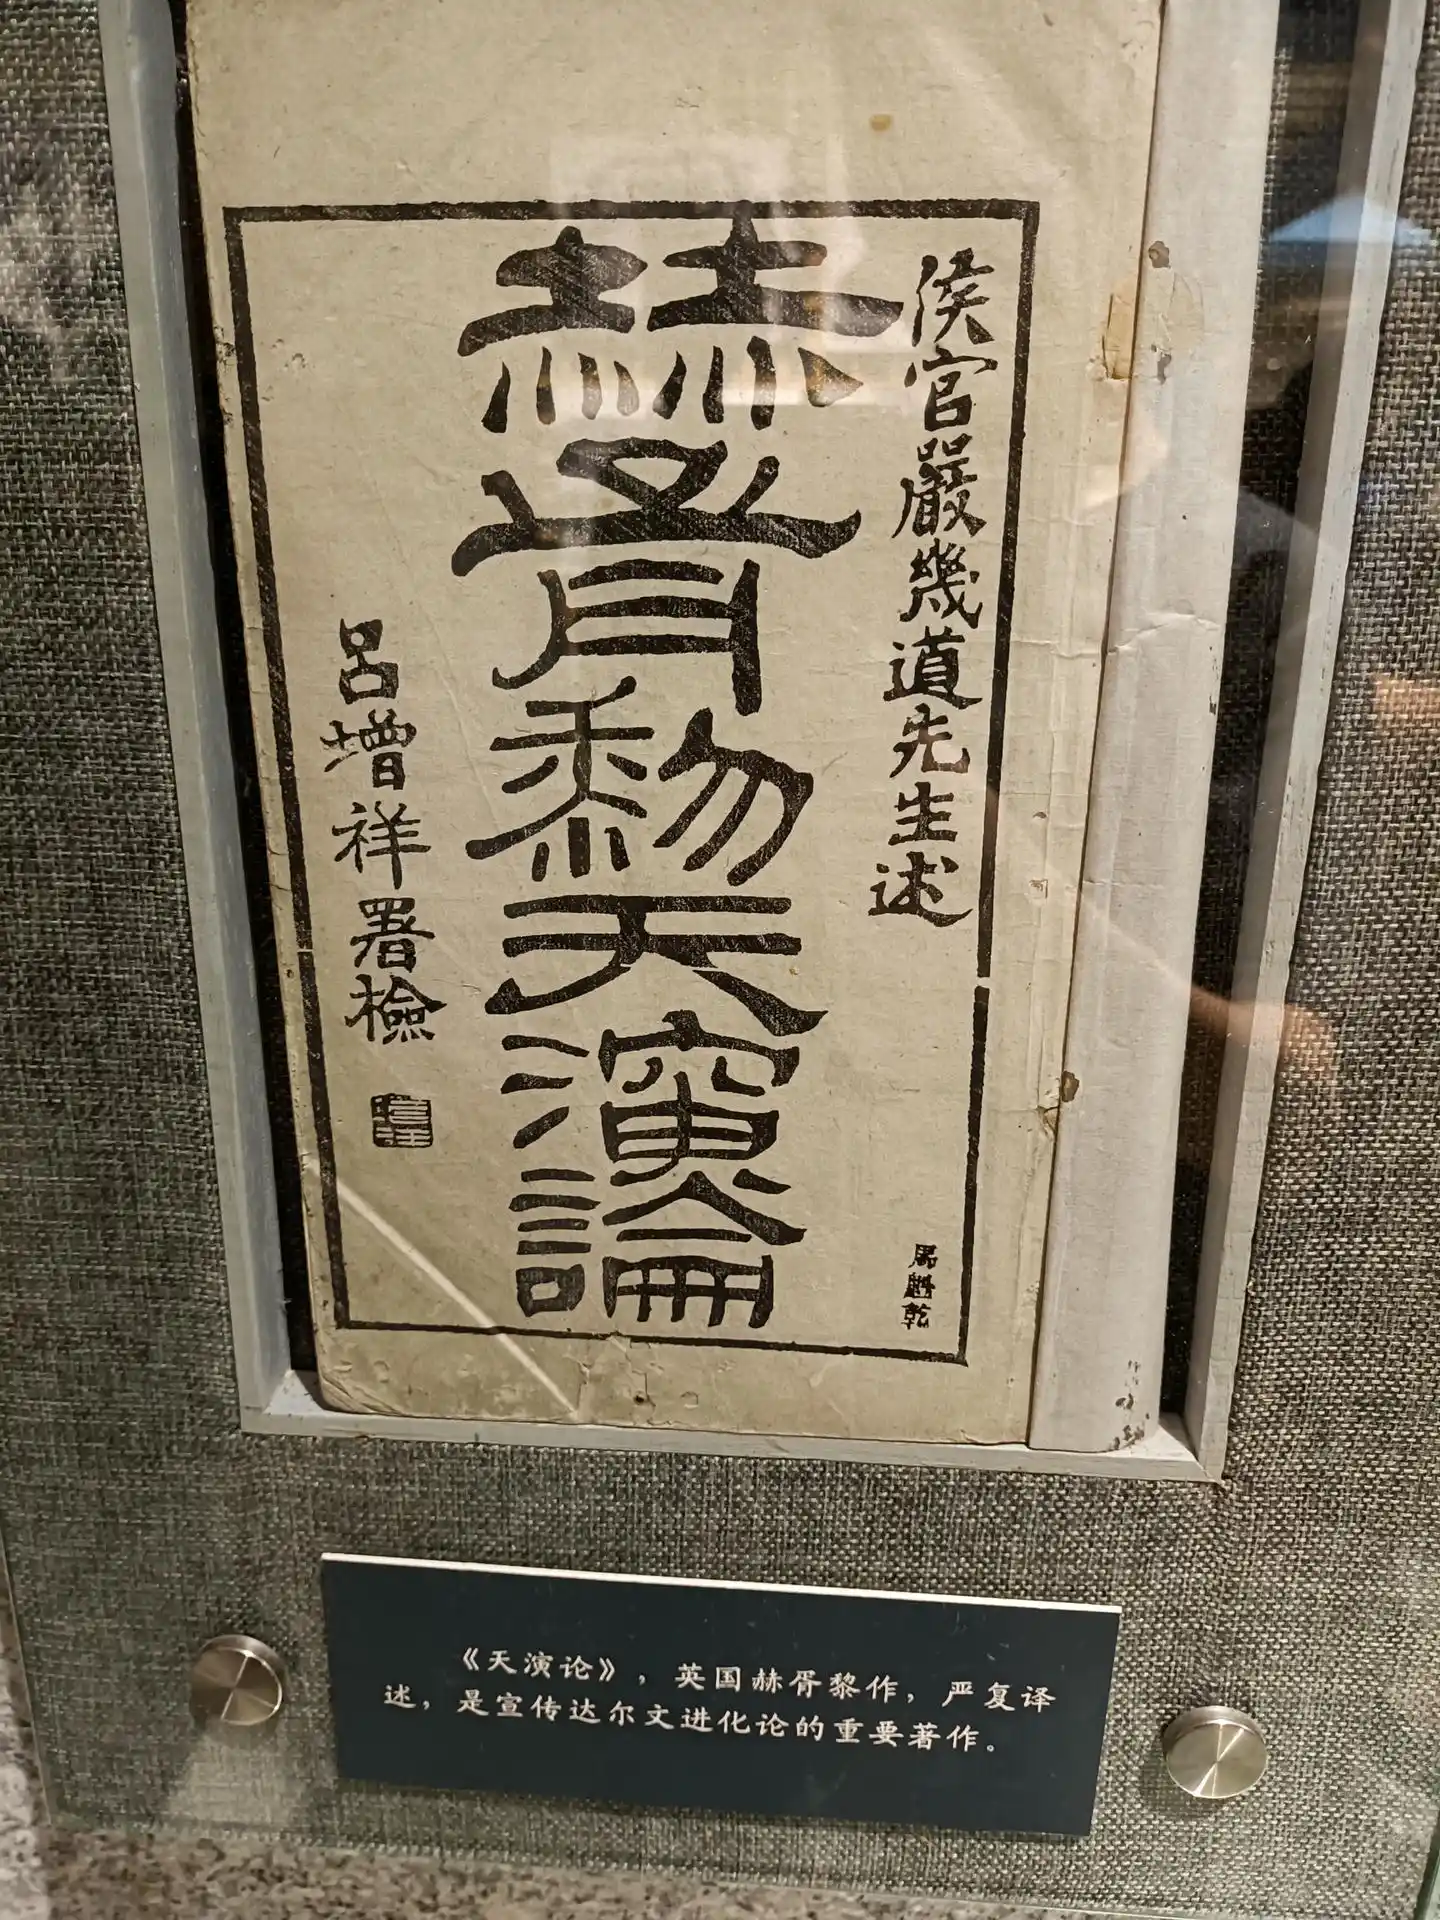 侯官嚴幾道先生述
赫胥黎天演論
呂增祥署檢
《天演论》，英国赫胥黎作，严复译
述，是宣传达尔文进化论的重要著作。